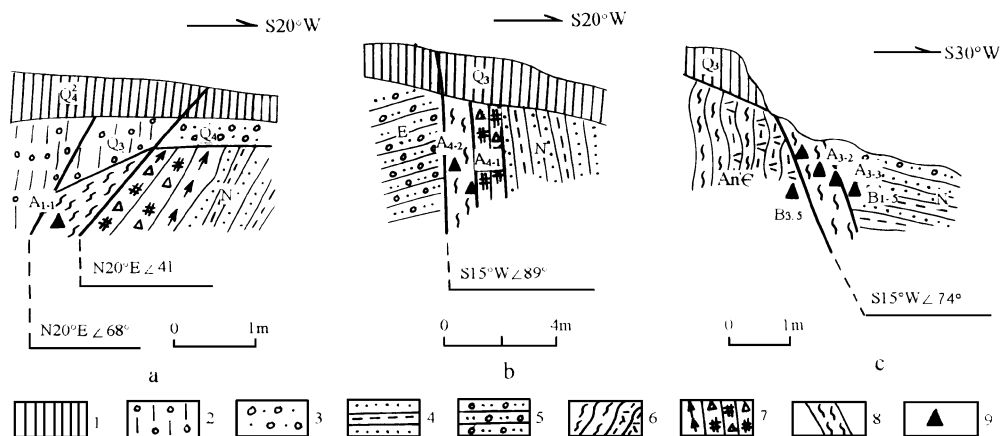 S20°W
S20°W
S30°W
Q₄²
Q₃
Q₄
A₁₋₁
N
N20°E∠41
N20°E∠68°
0 1m
a
Q₃
E
A₄₋₂
A₄₋₁
N
S15°W∠89°
0 4m
b
Q₃
An∈
A₃₋₂
A₃₋₃
B₃.₅
B₁₋₅
N
S15°W∠74°
0 1m
c
1 2 3 4 5 6 7 8 9